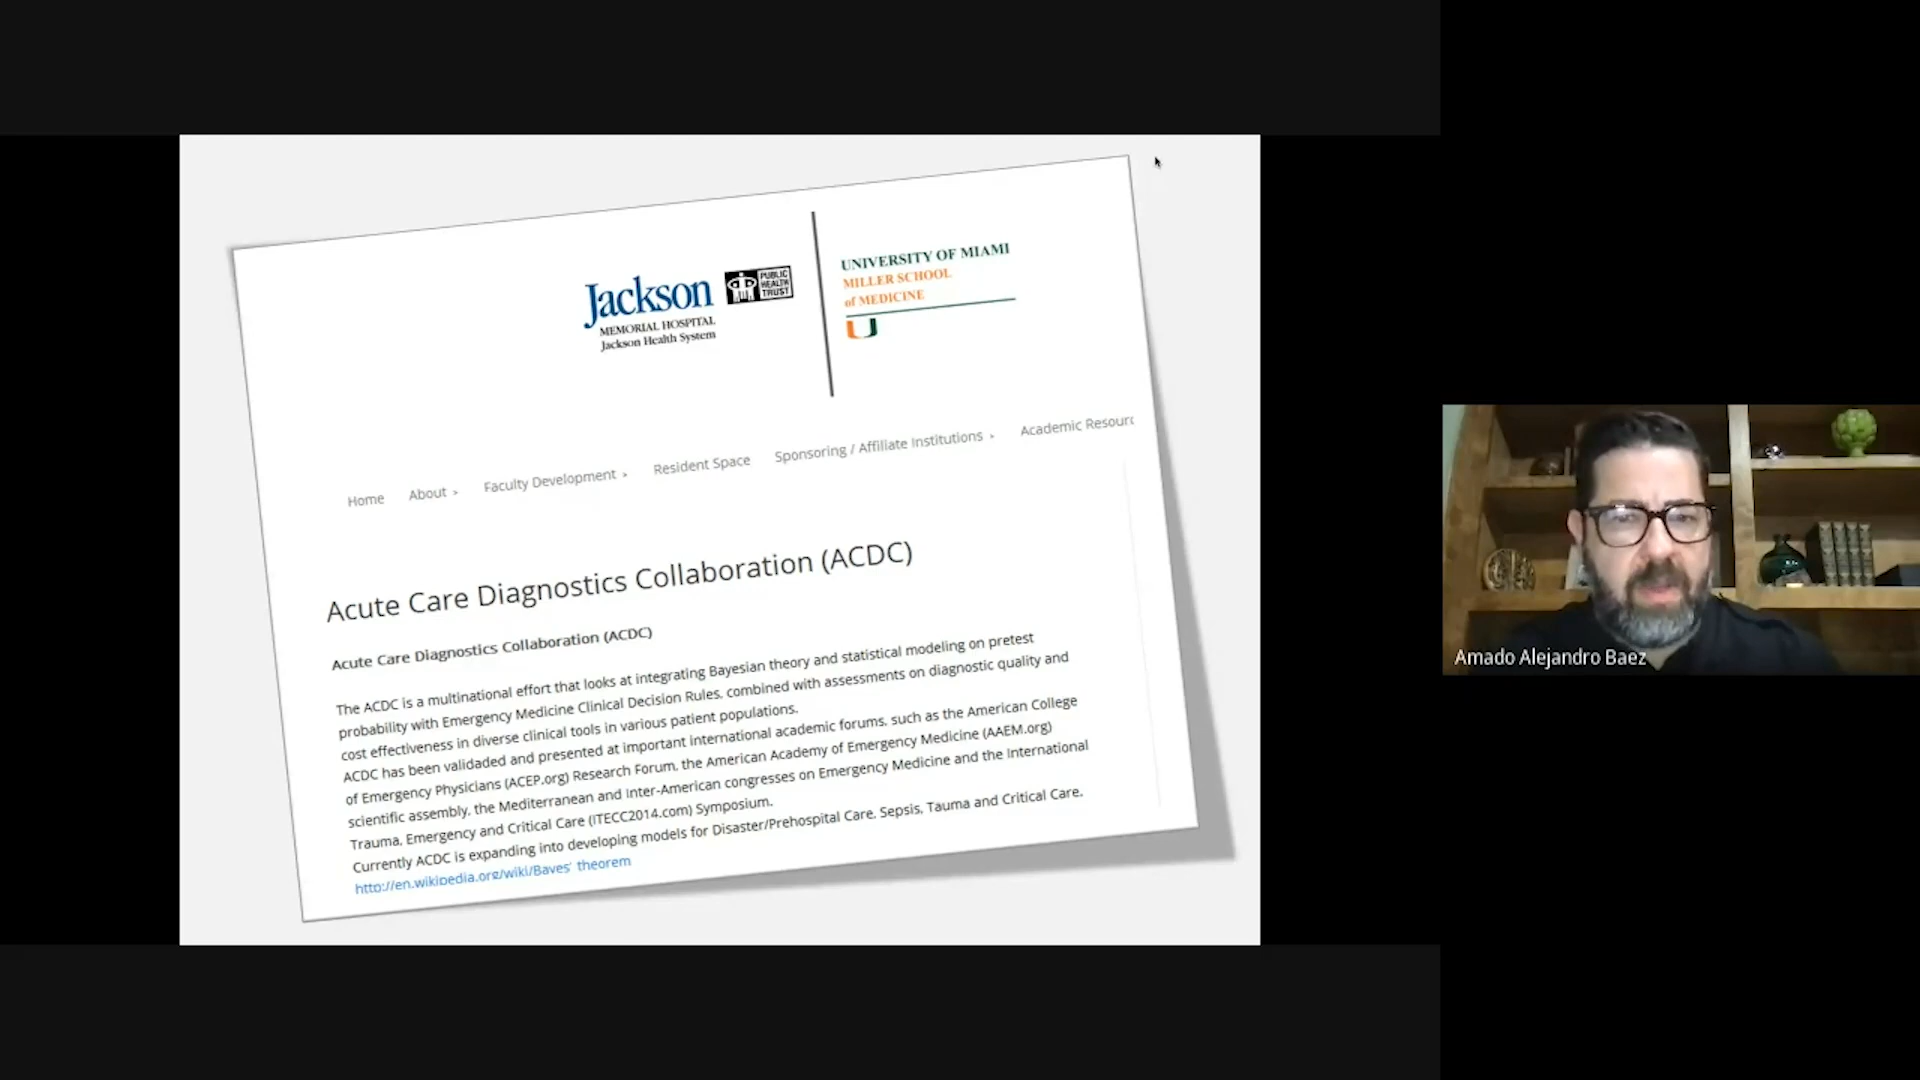 Jackson
PUBLIC
HEALTH
TRUST
MEMORIAL HOSPITAL
Jackson Health System
UNIVERSITY OF MIAMI
MILLER SCHOOL
of MEDICINE
U
Home About Faculty Development Resident Space Sponsoring / Affiliate Institutions Academic Resourc
Acute Care Diagnostics Collaboration (ACDC)
Acute Care Diagnostics Collaboration (ACDC)
The ACDC is a multinational effort that looks at integrating Bayesian theory and statistical modeling on pretest
probability with Emergency Medicine Clinical Decision Rules, combined with assessments on diagnostic quality and
cost effectiveness in diverse clinical tools in various patient populations.
ACDC has been validaded and presented at important international academic forums, such as the American College
of Emergency Physicians (ACEP.org) Research Forum, the American Academy of Emergency Medicine (AAEM.org)
scientific assembly, the Mediterranean and Inter-American congresses on Emergency Medicine and the International
Trauma, Emergency and Critical Care (ITECC2014.com) Symposium.
Currently ACDC is expanding into developing models for Disaster/Prehospital Care, Sepsis, Tauma and Critical Care.
http://en.wikipedia.org/wiki/Bayes'_theorem
Amado Alejandro Baez